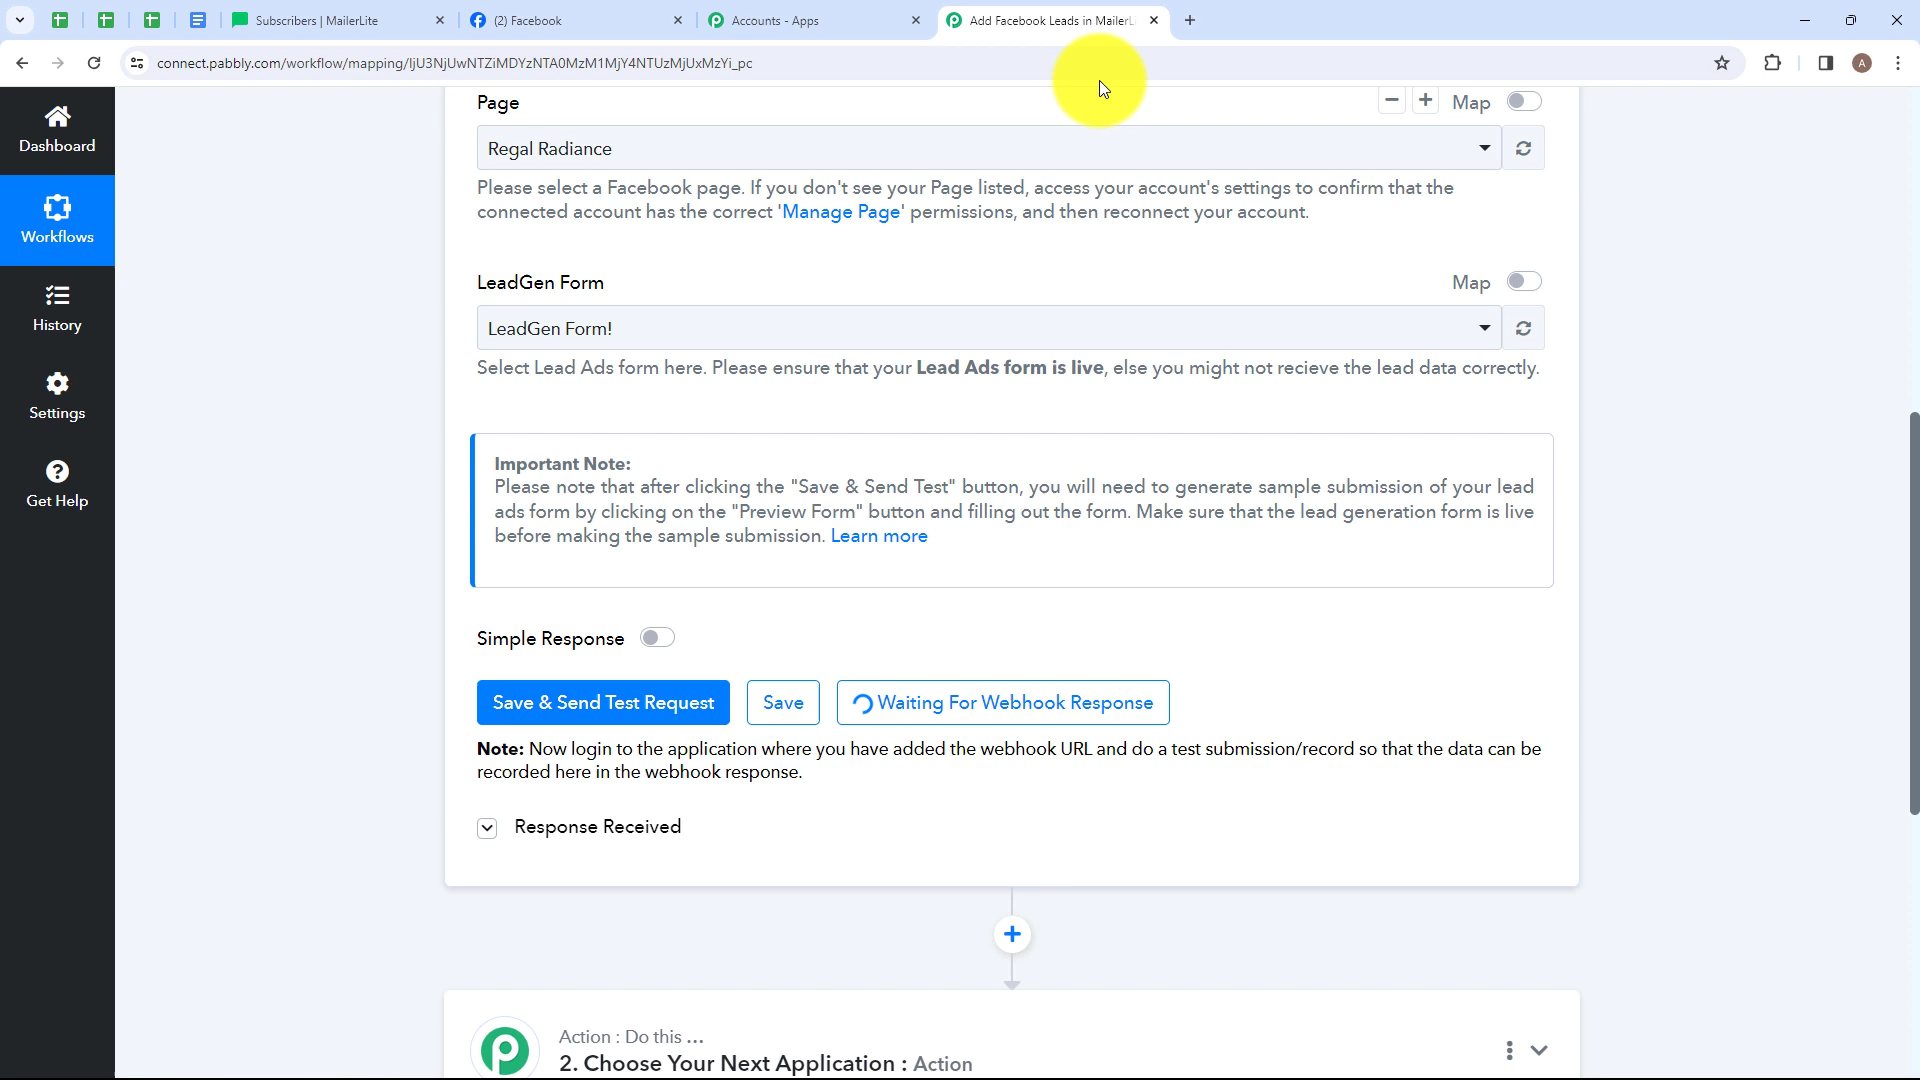 Subscribers | MailerLite
(2) Facebook
Accounts - Apps
Add Facebook Leads in MailerLi
connect.pabbly.com/workflow/mapping/IjU3NjUwNTZiMDYzNTA0MzM1MjY4NTUzMjUxMzYi_pc
A
Dashboard
Workflows
History
Settings
Get Help
Page
Map
Regal Radiance
Please select a Facebook page. If you don't see your Page listed, access your account's settings to confirm that the
connected account has the correct 'Manage Page' permissions, and then reconnect your account.
LeadGen Form
Map
LeadGen Form!
Select Lead Ads form here. Please ensure that your Lead Ads form is live, else you might not recieve the lead data correctly.
Important Note:
Please note that after clicking the "Save & Send Test" button, you will need to generate sample submission of your lead
ads form by clicking on the "Preview Form" button and filling out the form. Make sure that the lead generation form is live
before making the sample submission. Learn more
Simple Response
Save & Send Test Request
Save
Waiting For Webhook Response
Note: Now login to the application where you have added the webhook URL and do a test submission/record so that the data can be
recorded here in the webhook response.
Response Received
Action : Do this ...
2. Choose Your Next Application : Action